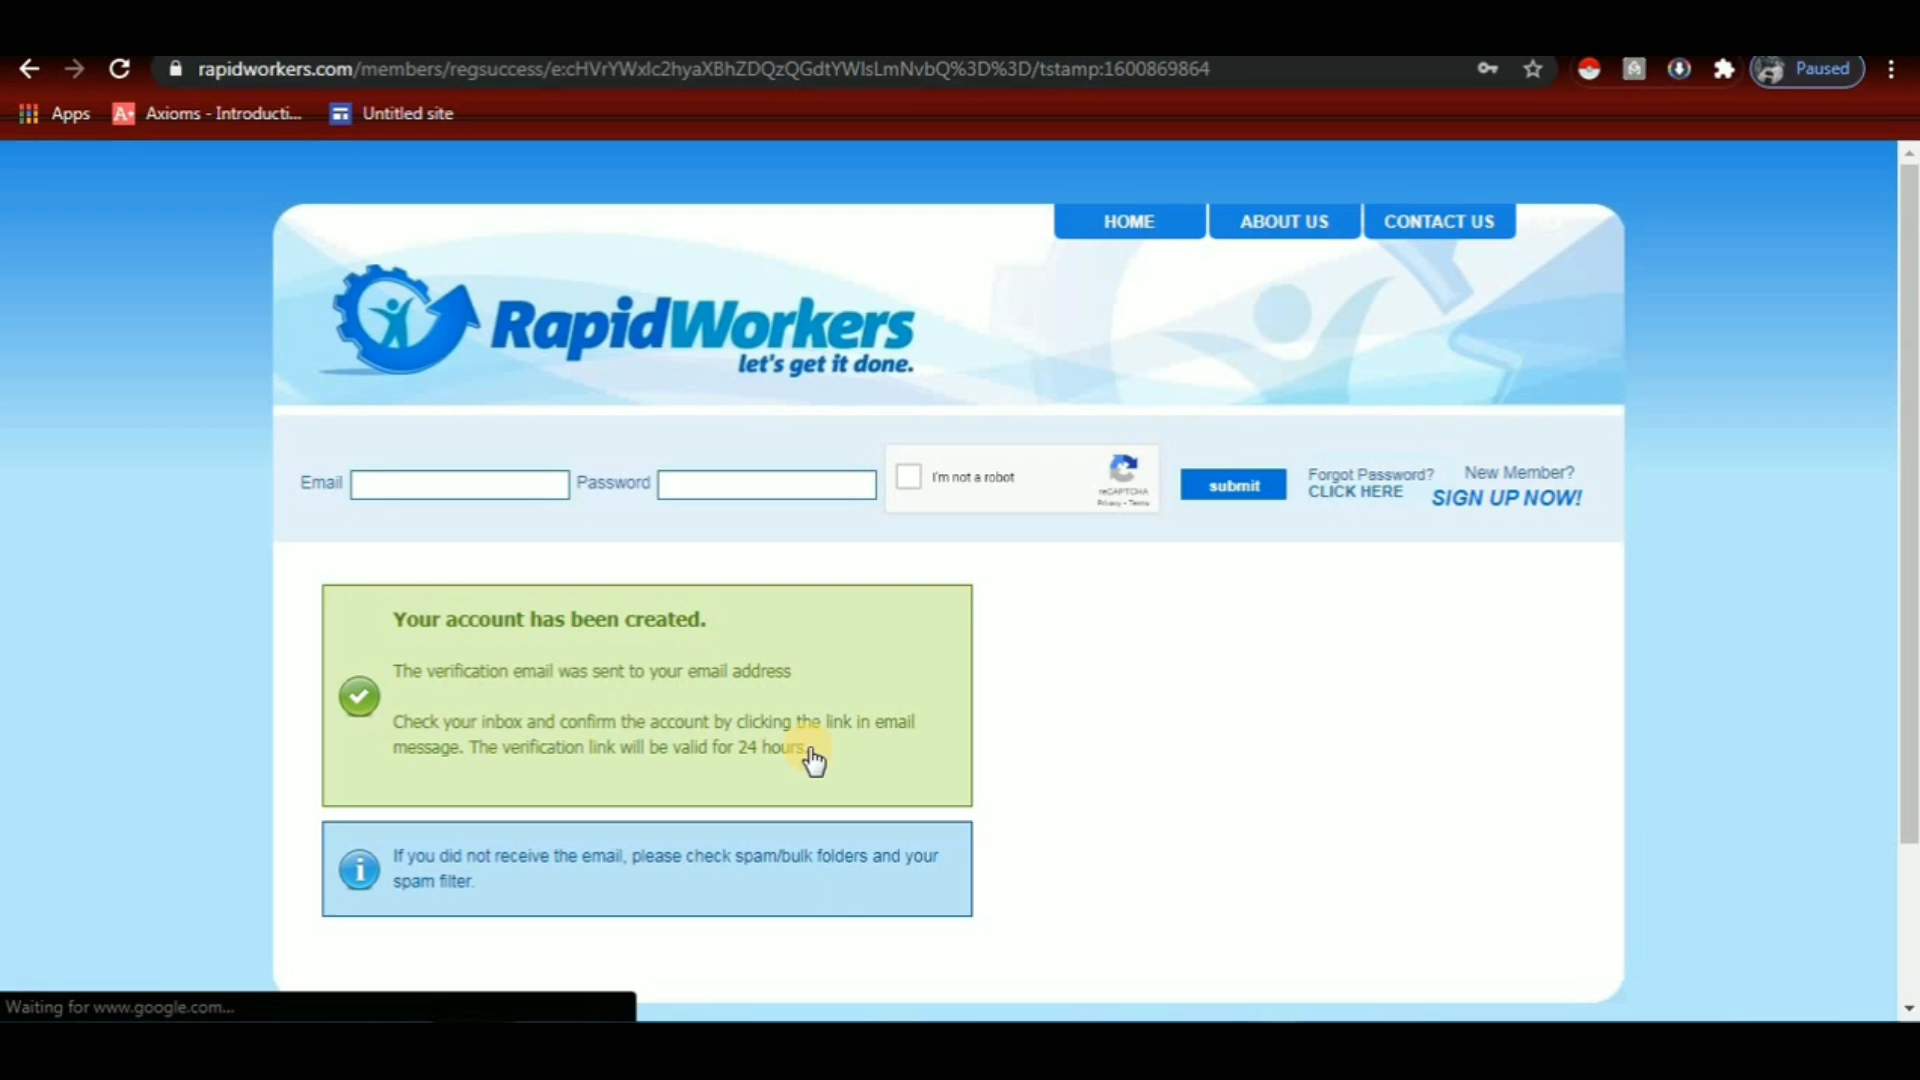 rapidworkers.com/members/regsuccess/e:cHVrYWxlc2hyaXBhZDQzQGdtYWlsLmNvbQ%3D%3D/tstamp:1600869864
Paused
Apps
A+ Axioms - Introducti...
Untitled site
HOME
ABOUT US
CONTACT US
RapidWorkers
let's get it done.
Email
Password
I'm not a robot
reCAPTCHA
Privacy - Terms
submit
Forgot Password?
CLICK HERE
New Member?
SIGN UP NOW!
Your account has been created.
The verification email was sent to your email address
Check your inbox and confirm the account by clicking the link in email
message. The verification link will be valid for 24 hours.
If you did not receive the email, please check spam/bulk folders and your
spam filter.
Waiting for www.google.com...